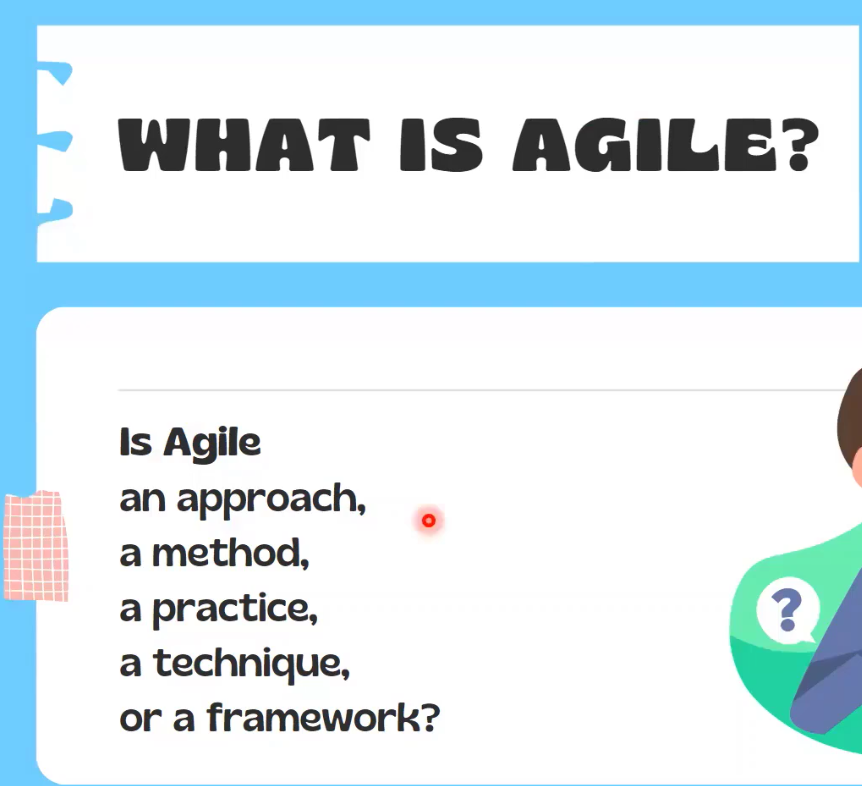 WHAT IS AGILE?
Is Agile
an approach,
a method,
a practice,
a technique,
or a framework?
?